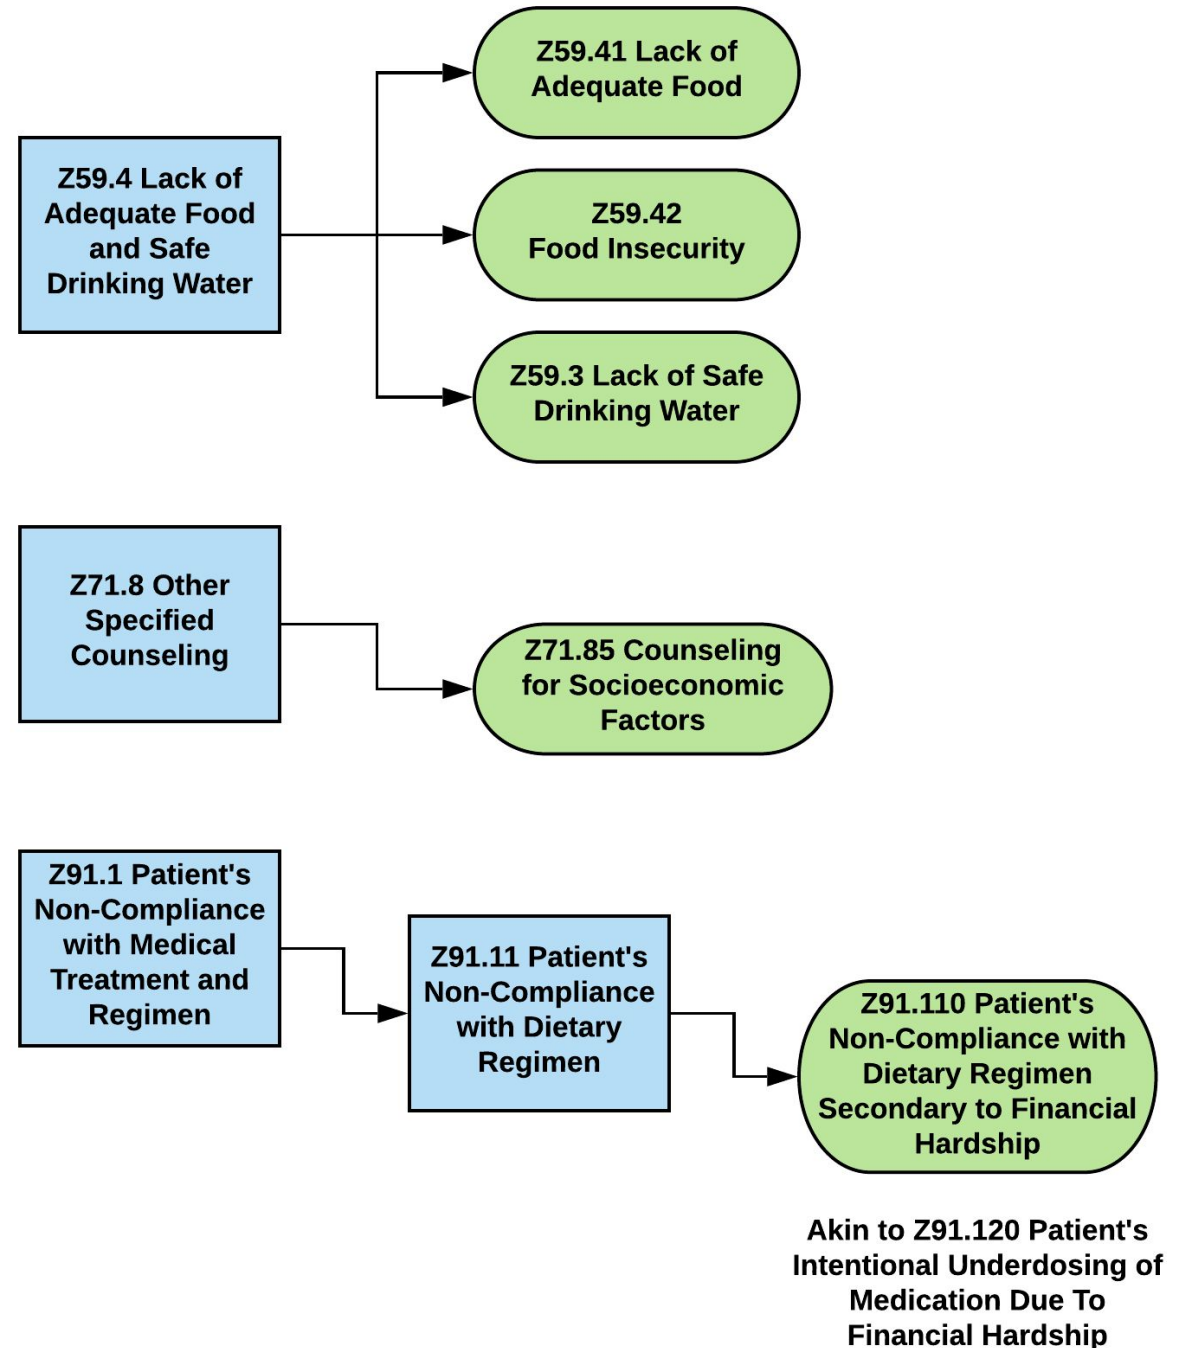 Z59.41 Lack of
Adequate Food
Z59.4 Lack of
Adequate Food
and Safe
Drinking Water
Z59.42
Food Insecurity
Z59.3 Lack of Safe
Drinking Water
Z71.8 Other
Specified
Counseling
Z71.85 Counseling
for Socioeconomic
Factors
Z91.1 Patient's
Non-Compliance
with Medical
Treatment and
Regimen
Z91.11 Patient's
Non-Compliance
with Dietary
Regimen
Z91.110 Patient's
Non-Compliance with
Dietary Regimen
Secondary to Financial
Hardship
Akin to Z91.120 Patient's
Intentional Underdosing of
Medication Due To
Financial Hardship